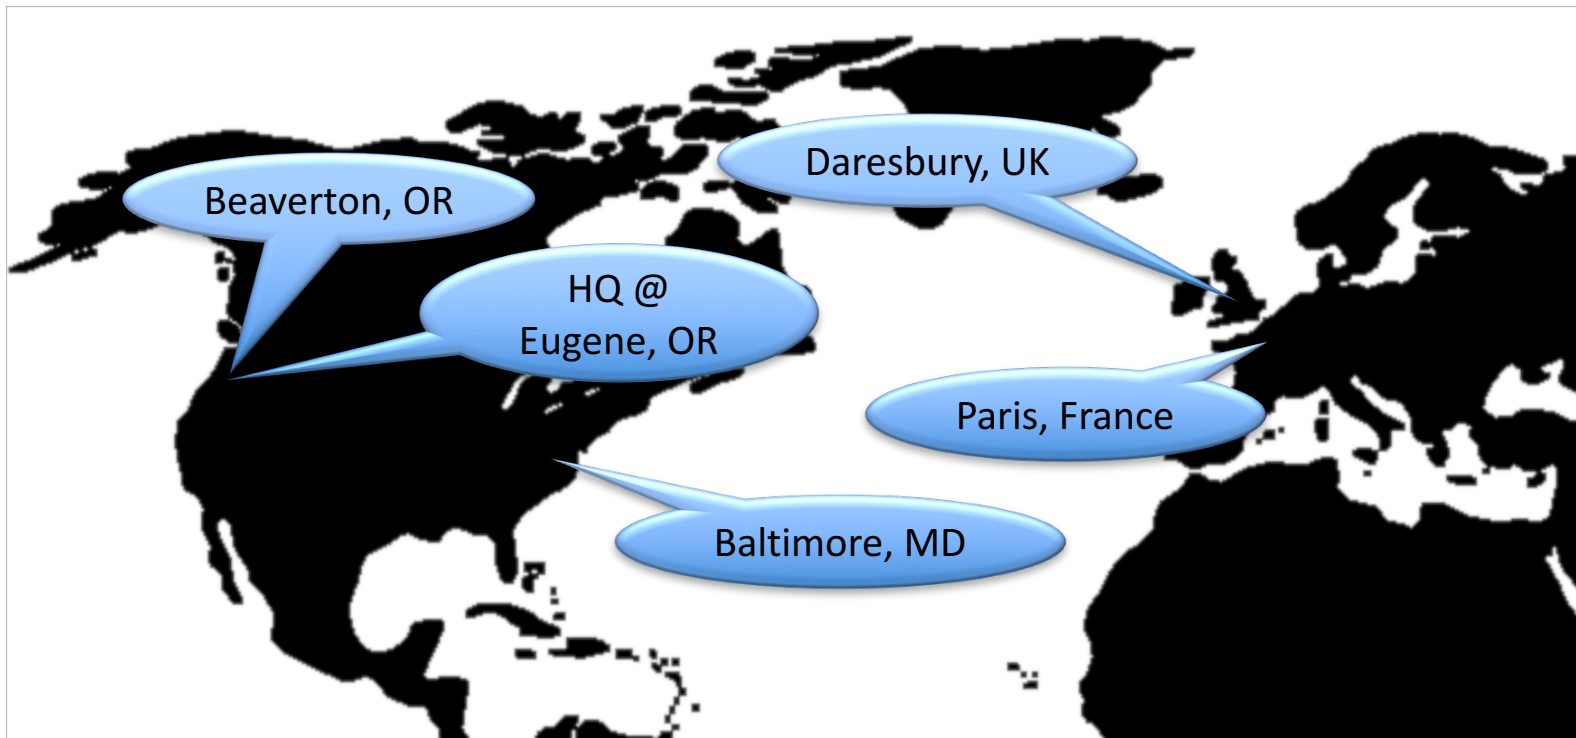 Daresbury, UK
Beaverton, OR
HQ @
Eugene, OR
Paris, France
Baltimore, MD